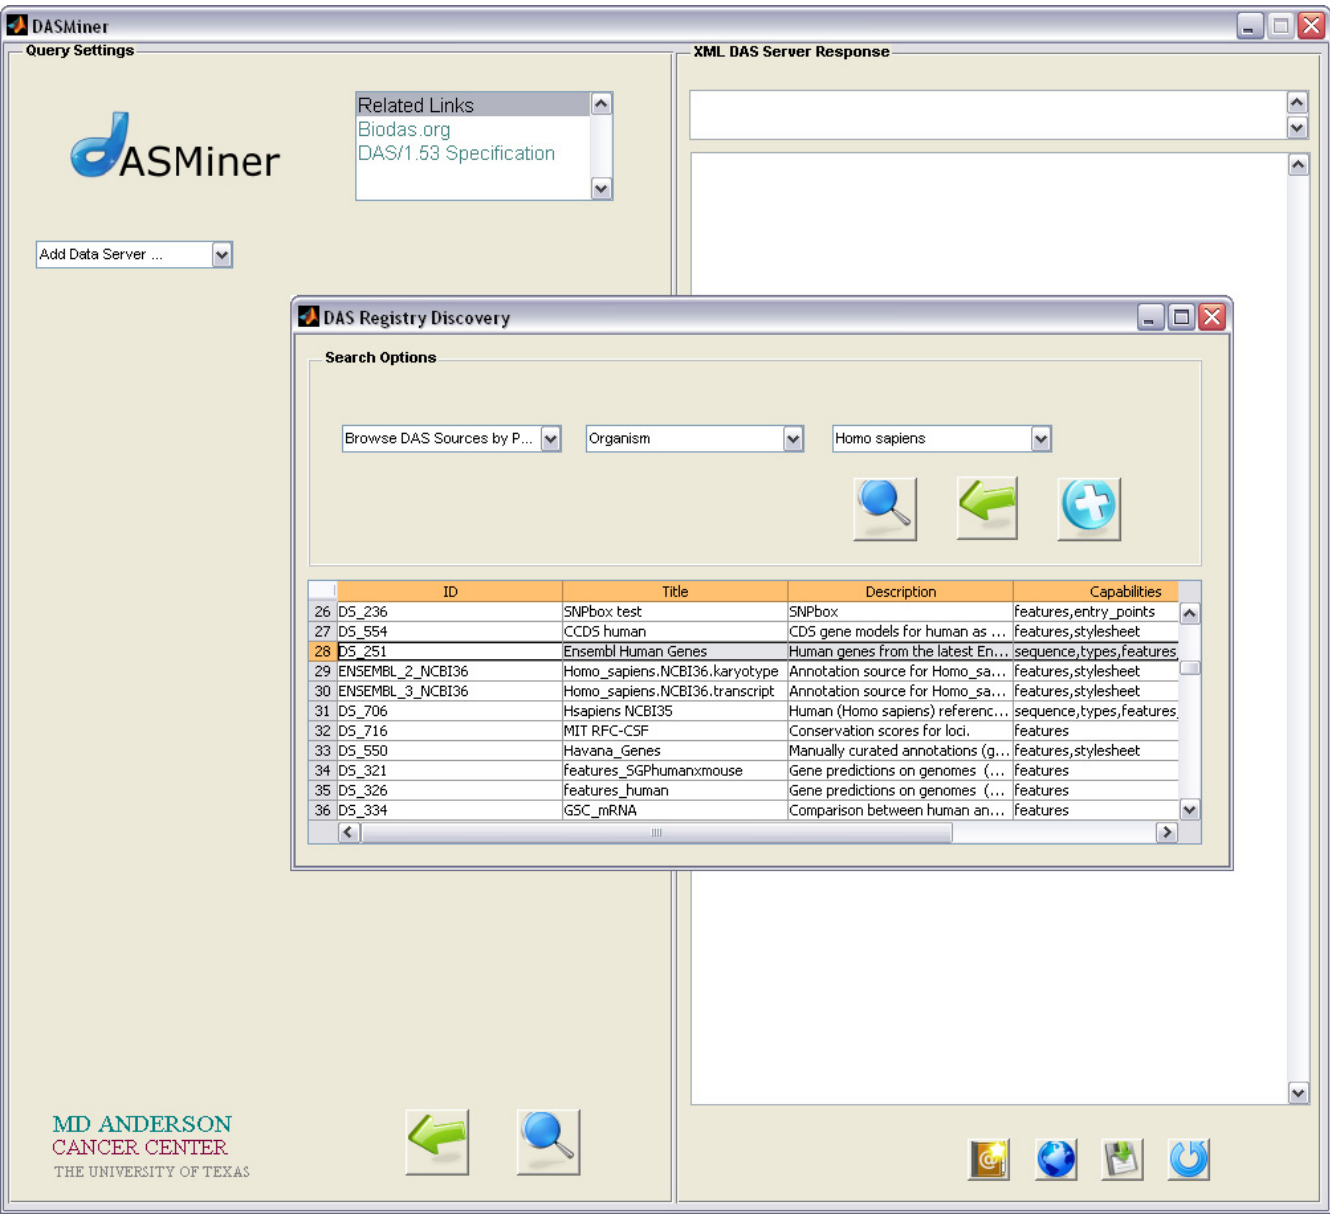 DASMiner
Query Settings
XML DAS Server Response
Related Links
Biodas.org
DAS/1.53 Specification
dASMiner
Add Data Server ...
DAS Registry Discovery
Search Options
Browse DAS Sources by P... Organism Homo sapiens
ID Title Description Capabilities
26 DS_236 SNPbox test SNPbox features,entry_points
27 DS_554 CCDS human CDS gene models for human as ... features,stylesheet
28 DS_251 Ensembl Human Genes Human genes from the latest En... sequence,types,features
29 ENSEMBL_2_NCBI36 Homo_sapiens.NCBI36.karyotype Annotation source for Homo_sa... features,stylesheet
30 ENSEMBL_3_NCBI36 Homo_sapiens.NCBI36.transcript Annotation source for Homo_sa... features,stylesheet
31 DS_706 Hsapiens NCBI35 Human (Homo sapiens) referenc... sequence,types,features,
32 DS_716 MIT RFC-CSF Conservation scores for loci. features
33 DS_550 Havana_Genes Manually curated annotations (g... features,stylesheet
34 DS_321 features_SGPhumanxmouse Gene predictions on genomes (... features
35 DS_326 features_human Gene predictions on genomes (... features
36 DS_334 GSC_mRNA Comparison between human an... features
MD ANDERSON
CANCER CENTER
THE UNIVERSITY OF TEXAS